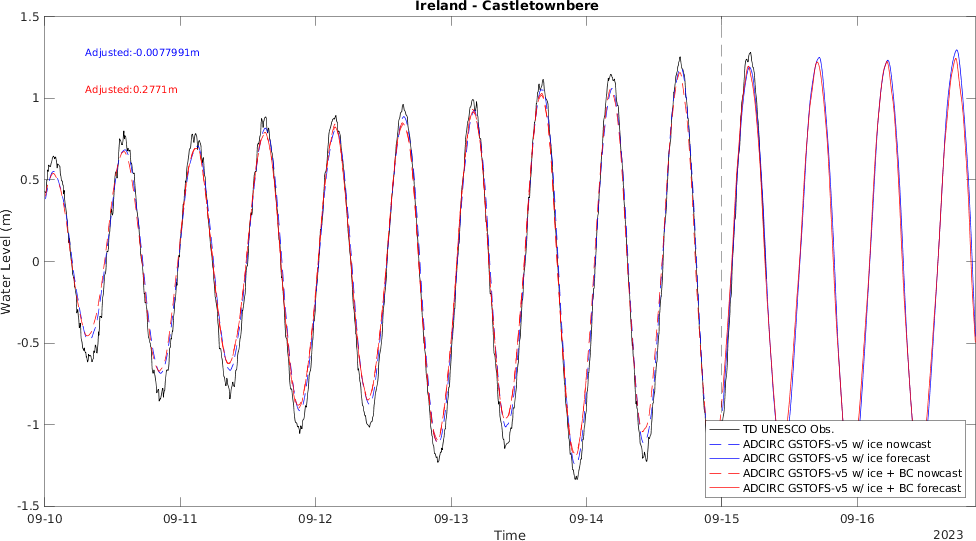 Ireland - Castletownbere
Adjusted:-0.0077991m
Adjusted:0.2771m
Water Level (m)
1.5
1
0.5
0
-0.5
-1
-1.5
TD UNESCO Obs.
ADCIRC GSTOFS-v5 w/ ice nowcast
ADCIRC GSTOFS-v5 w/ ice forecast
ADCIRC GSTOFS-v5 w/ ice + BC nowcast
ADCIRC GSTOFS-v5 w/ ice + BC forecast
09-10 09-11 09-12 09-13 09-14 09-15 09-16
Time
2023